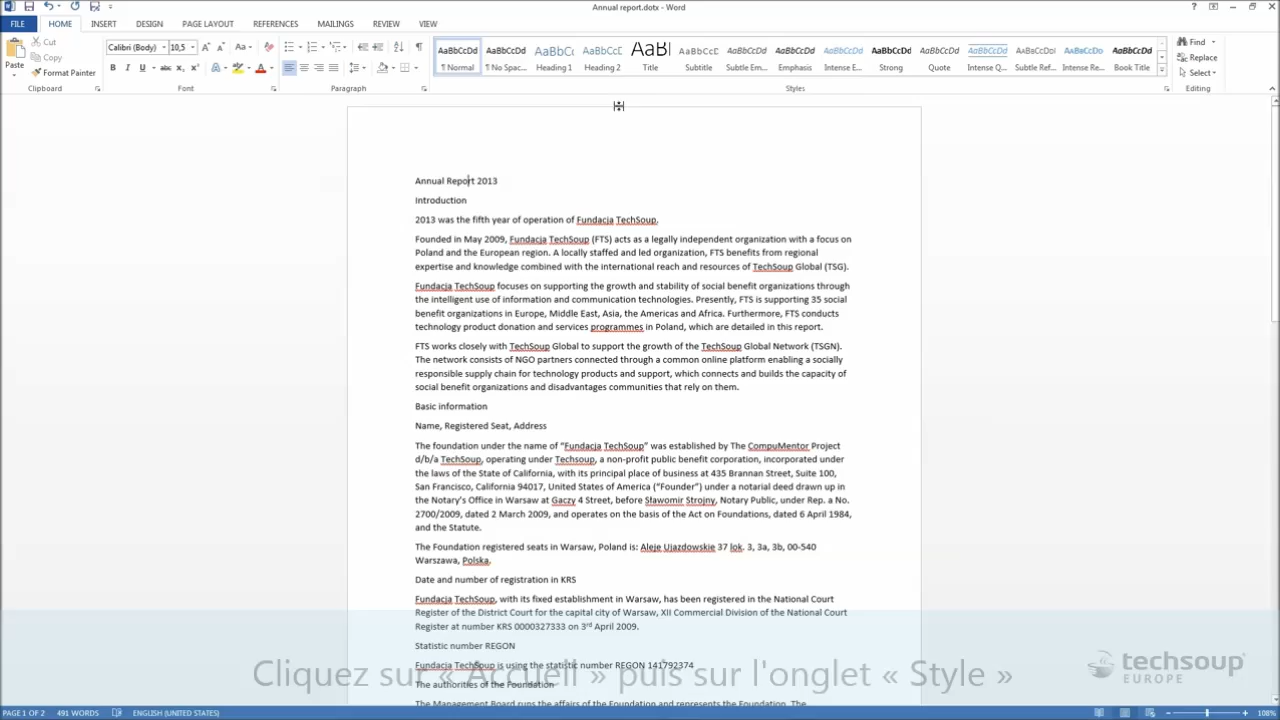 Annual report.dotx - Word
FILE HOME INSERT DESIGN PAGE LAYOUT REFERENCES MAILINGS REVIEW VIEW
Paste
Cut
Copy
Format Painter
Clipboard
Calibri (Body) 10,5
Font
Paragraph
AaBbCcDd AaBbCcDd AaBbCc AaBbCcD AaBl AaBbCcD AaBbCcDd AaBbCcDd AaBbCcDd AaBbCcDd AaBbCcDd AaBbCcDd AaBbCcDd AaBbCcDd AaBbCcDd
¶ Normal ¶ No Spac... Heading 1 Heading 2 Title Subtitle Subtle Em... Emphasis Intense E... Strong Quote Intense Q... Subtle Ref... Intense Re... Book Title
Styles
Find
Replace
Select
Editing
Annual Report 2013
Introduction
2013 was the fifth year of operation of Fundacja TechSoup.
Founded in May 2009, Fundacja TechSoup (FTS) acts as a legally independent organization with a focus on
Poland and the European region. A locally staffed and led organization, FTS benefits from regional
expertise and knowledge combined with the international reach and resources of TechSoup Global (TSG).
Fundacja TechSoup focuses on supporting the growth and stability of social benefit organizations through
the intelligent use of information and communication technologies. Presently, FTS is supporting 35 social
benefit organizations in Europe, Middle East, Asia, the Americas and Africa. Furthermore, FTS conducts
technology product donation and services programmes in Poland, which are detailed in this report.
FTS works closely with TechSoup Global to support the growth of the TechSoup Global Network (TSGN).
The network consists of NGO partners connected through a common online platform enabling a socially
responsible supply chain for technology products and support, which connects and builds the capacity of
social benefit organizations and disadvantages communities that rely on them.
Basic information
Name, Registered Seat, Address
The foundation under the name of “Fundacja TechSoup” was established by The CompuMentor Project
d/b/a TechSoup, operating under Techsoup, a non-profit public benefit corporation, incorporated under
the laws of the State of California, with its principal place of business at 435 Brannan Street, Suite 100,
San Francisco, California 94017, United States of America (“Founder”) under a notarial deed drawn up in
the Notary's Office in Warsaw at Gaczy 4 Street, before Sławomir Strojny, Notary Public, under Rep. a No.
2700/2009, dated 2 March 2009, and operates on the basis of the Act on Foundations, dated 6 April 1984,
and the Statute.
The Foundation registered seats in Warsaw, Poland is: Aleje Ujazdowskie 37 lok. 3, 3a, 3b, 00-540
Warszawa, Polska.
Date and number of registration in KRS
Fundacja TechSoup, with its fixed establishment in Warsaw, has been registered in the National Court
Register of the District Court for the capital city of Warsaw, XII Commercial Division of the National Court
Register at number KRS 0000327333 on 3rd April 2009.
Statistic number REGON
Fundacja TechSoup is using the statistic number REGON 141792374
The authorities of the Foundation
The Management Board runs the affairs of the Foundation and represents the Foundation. The
Cliquez sur « Accueil » puis sur l'onglet « Style »
techsoup
EUROPE
PAGE 1 OF 2 491 WORDS ENGLISH (UNITED STATES) 108%